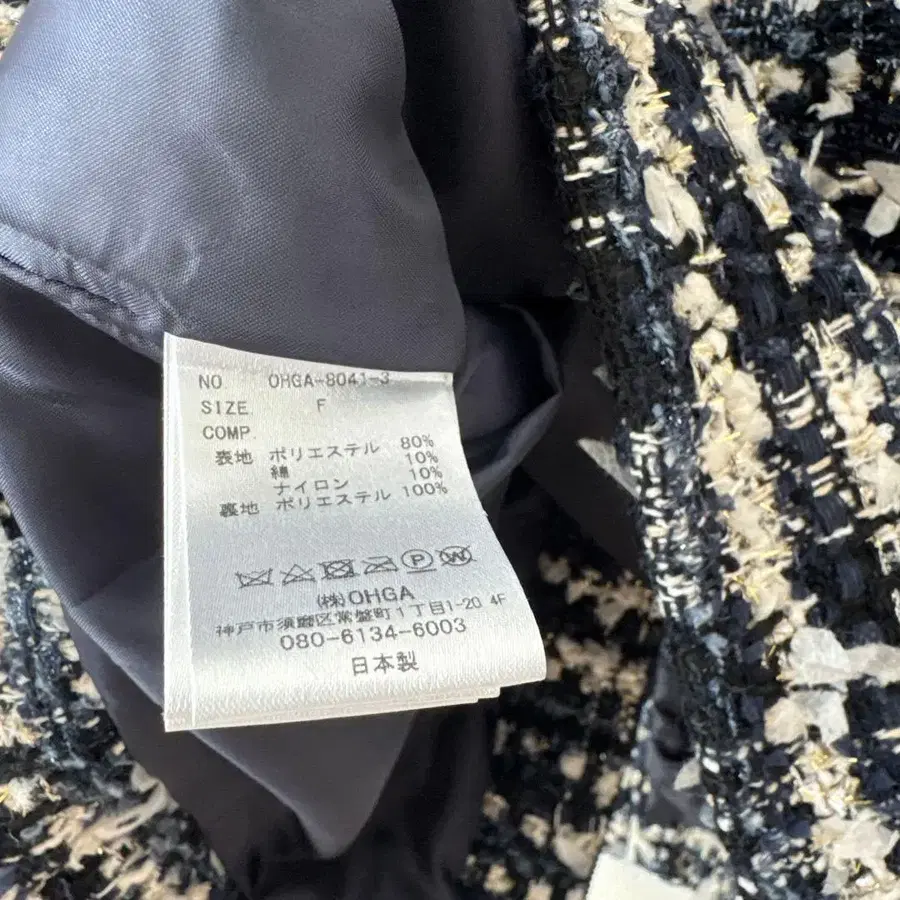 NO. OHGA-8041-3
SIZE. F
COMP.
表地 ポリエステル 80%
綿 10%
ナイロン 10%
裏地 ポリエステル 100%
P W
(株)OHGA
神戸市須磨区常盤町1丁目1-20 4F
080-6134-6003
日本製